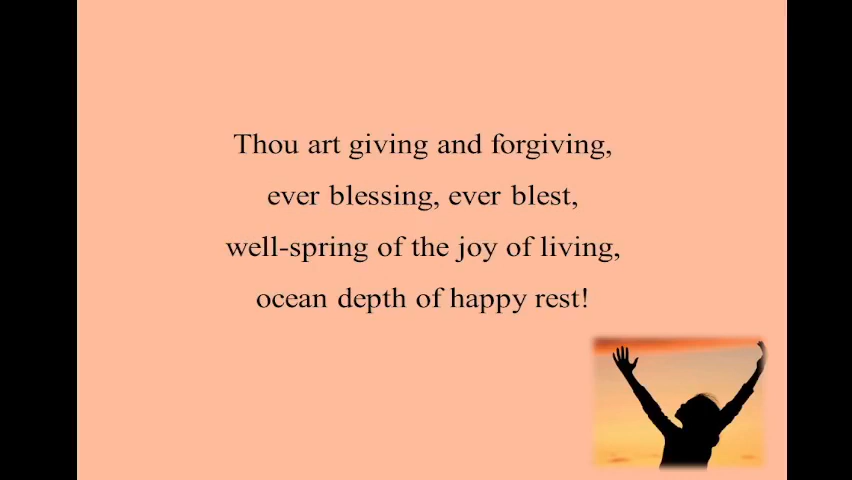 Thou art giving and forgiving,
ever blessing, ever blest,
well-spring of the joy of living,
ocean depth of happy rest!